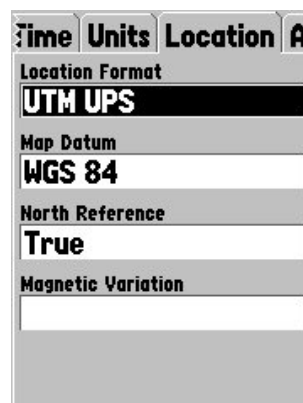 Time Units Location A
Location Format
UTM UPS
Map Datum
WGS 84
North Reference
True
Magnetic Variation